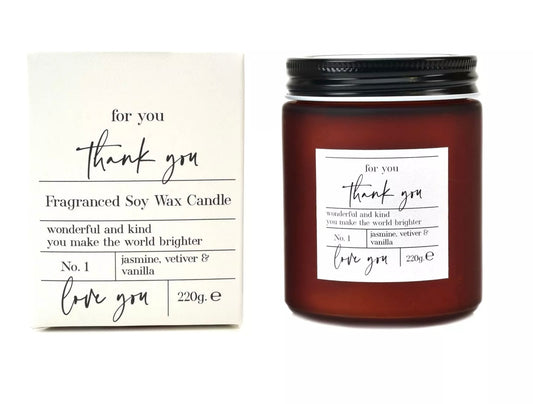 for you
thank you
Fragranced Soy Wax Candle
wonderful and kind
you make the world brighter
No. 1
jasmine, vetiver &
vanilla
love you
220g. ℮
for you
thank you
wonderful and kind
you make the world brighter
No. 1
jasmine, vetiver &
vanilla
love you
220g. ℮